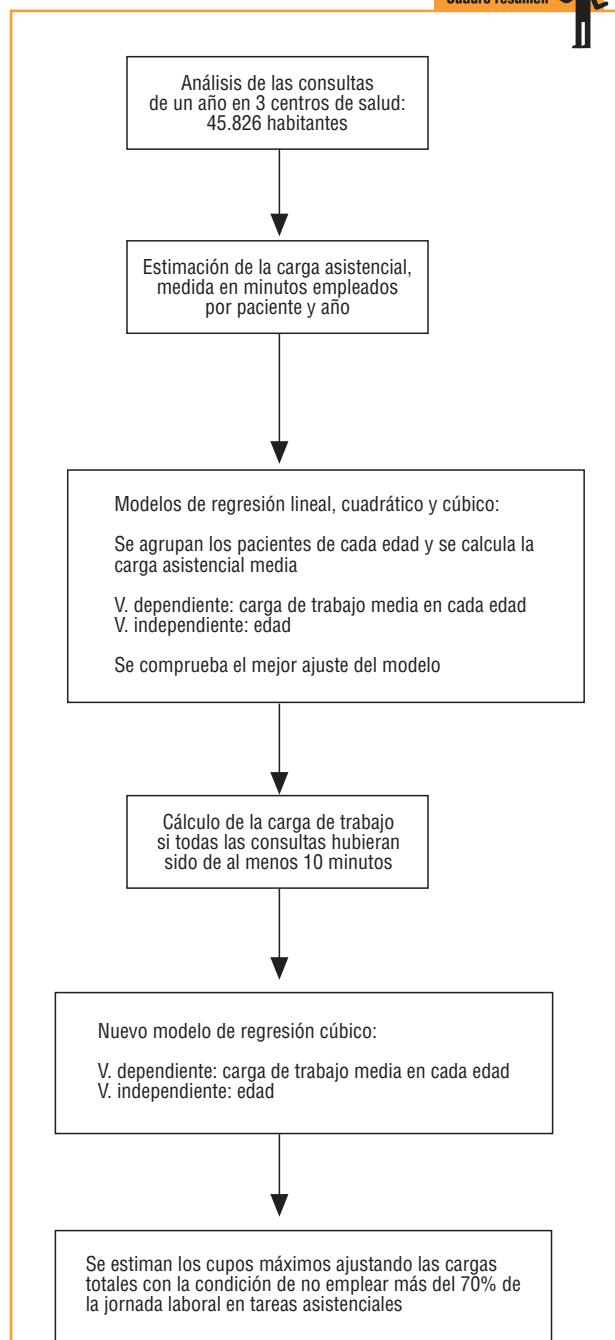 Cuadro resumen
Análisis de las consultas
de un año en 3 centros de salud:
45.826 habitantes
Estimación de la carga asistencial,
medida en minutos empleados
por paciente y año
Modelos de regresión lineal, cuadrático y cúbico:
Se agrupan los pacientes de cada edad y se calcula la
carga asistencial media
V. dependiente: carga de trabajo media en cada edad
V. independiente: edad
Se comprueba el mejor ajuste del modelo
Cálculo de la carga de trabajo
si todas las consultas hubieran
sido de al menos 10 minutos
Nuevo modelo de regresión cúbico:
V. dependiente: carga de trabajo media en cada edad
V. independiente: edad
Se estiman los cupos máximos ajustando las cargas
totales con la condición de no emplear más del 70% de
la jornada laboral en tareas asistenciales